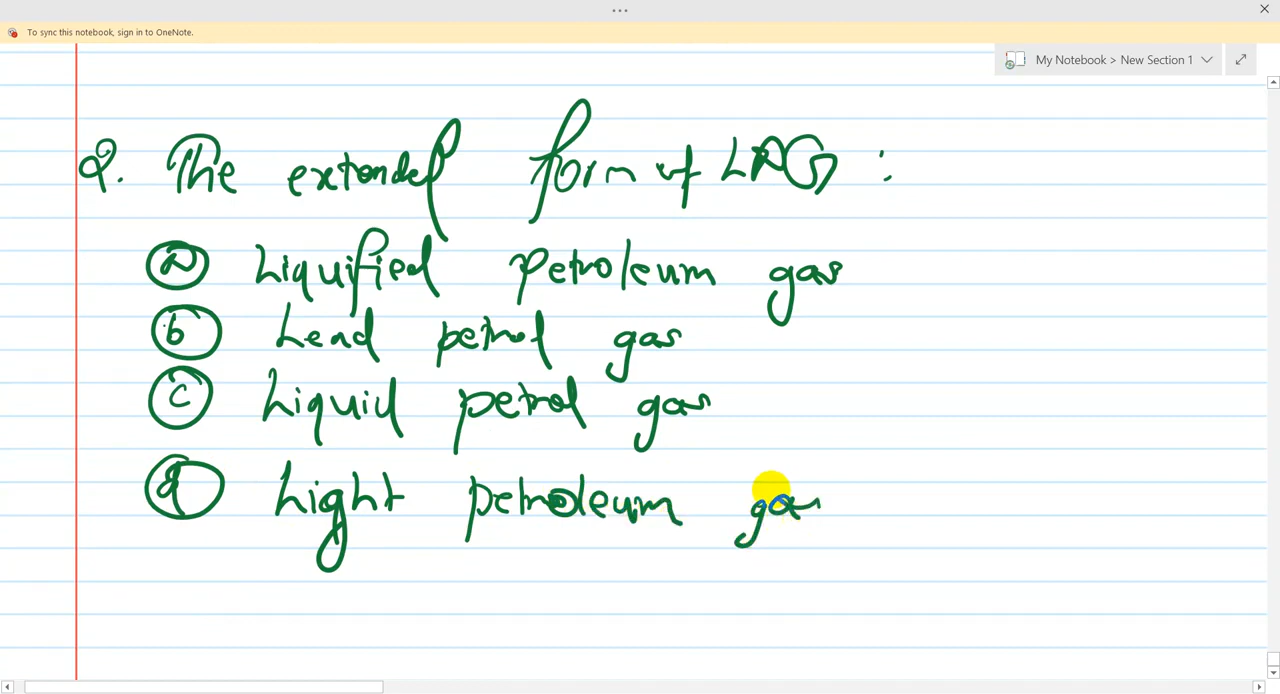 To sync this notebook, sign in to OneNote.
My Notebook > New Section 1
Q. The extended form of LPG :
a Liquified petroleum gas
b Lead petrol gas
c Liquid petrol gas
d Light petroleum gas